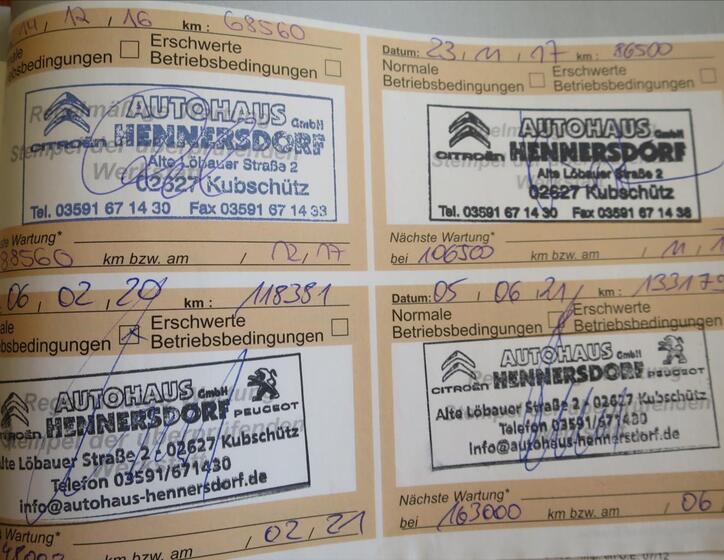 14, 12, 16 km: 68560
Normale Betriebsbedingungen
Erschwerte
Betriebsbedingungen
AUTOHAUS GmbH
CITROËN HENNERSDORF
Alte Löbauer Straße 2
02627 Kubschütz
Tel. 03591 67 14 30 Fax 03591 67 14 33
Wartung*
88560 km bzw. am / 12, 17
Datum: 23, 11, 17 km: 86500
Normale
Betriebsbedingungen
Erschwerte
Betriebsbedingungen
AUTOHAUS GmbH
CITROËN HENNERSDORF
Alte Löbauer Straße 2
02627 Kubschütz
Tel. 03591 67 14 30 Fax 03591 67 14 38
Nächste Wartung*
bei 106500 km bzw. am / 11,
06, 02, 20 km: 118391
Erschwerte
Betriebsbedingungen
AUTOHAUS GmbH
HENNERSDORF PEUGEOT
Alte Löbauer Straße 2 · 02627 Kubschütz
Telefon 03591/671430
info@autohaus-hennersdorf.de
Wartung*
km bzw. am / 02, 21
Datum: 05, 06, 21 km: 133179
Normale
Betriebsbedingungen
Erschwerte
Betriebsbedingungen
AUTOHAUS GmbH
CITROËN HENNERSDORF PEUGEOT
Alte Löbauer Straße 2 · 02627 Kubschütz
Telefon 03591/671430
info@autohaus-hennersdorf.de
Nächste Wartung*
bei 163000 km bzw. am / 06